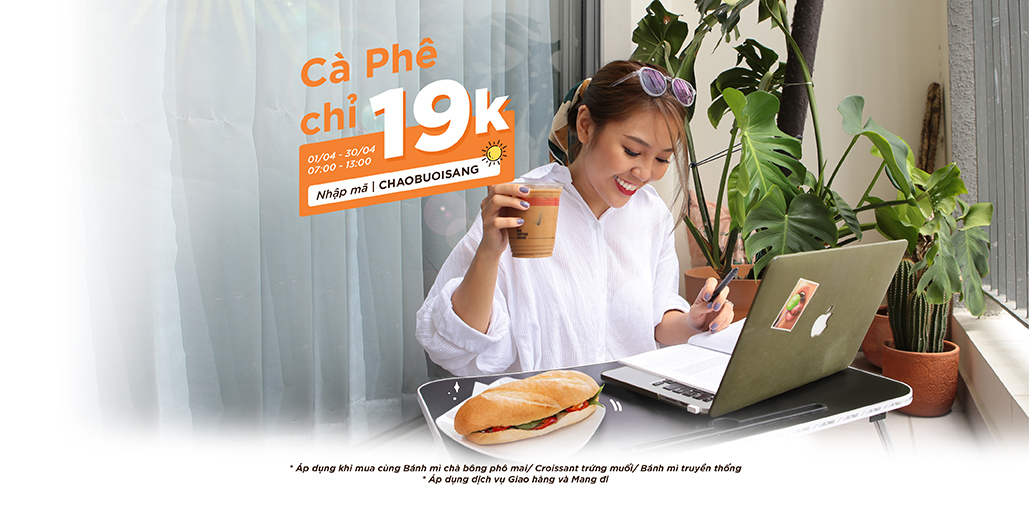 Cà Phê
chỉ 19k
01/04 - 30/04
07:00 - 13:00
Nhập mã | CHAOBUOISANG
* Áp dụng khi mua cùng Bánh mì chà bông phô mai/ Croissant trứng muối/ Bánh mì truyền thống
* Áp dụng dịch vụ Giao hàng và Mang đi